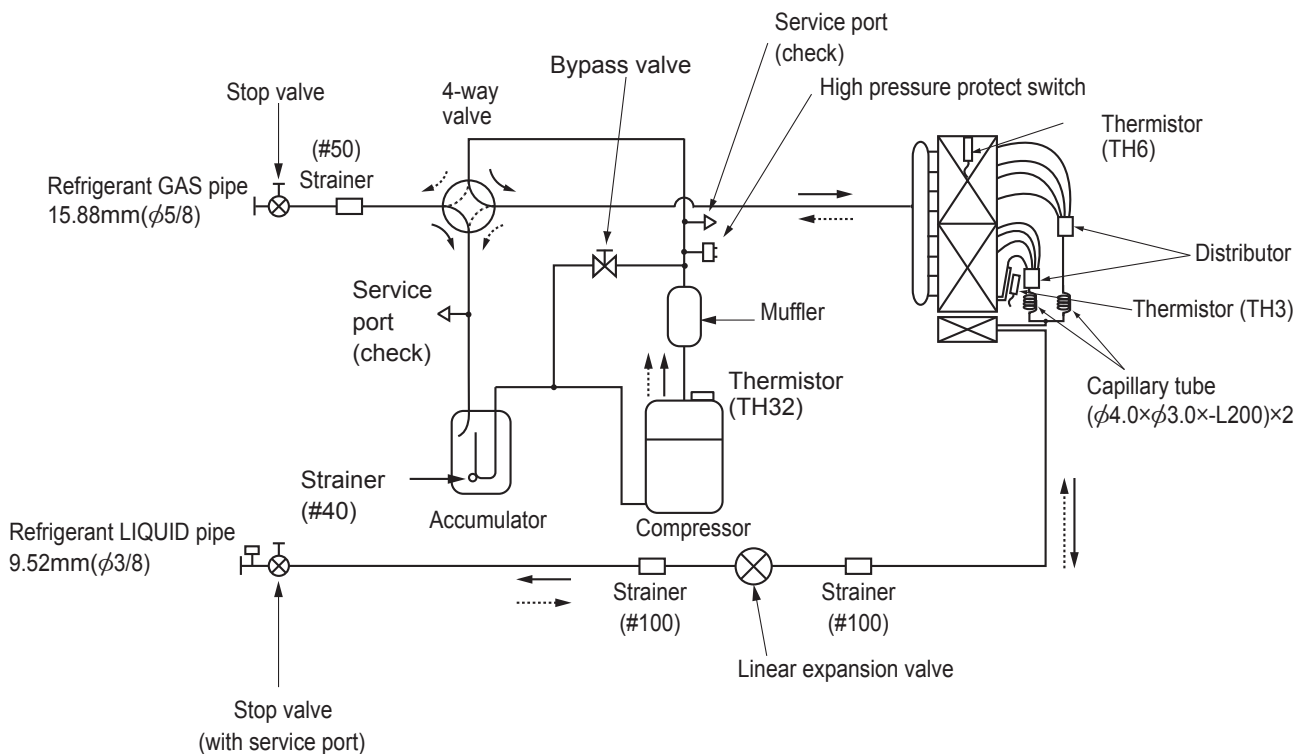 Service port
(check)
Bypass valve
High pressure protect switch
Stop valve
4-way
valve
Thermistor
(TH6)
(#50)
Strainer
Refrigerant GAS pipe
15.88mm(ϕ5/8)
Distributor
Service
port
(check)
Muffler
Thermistor (TH3)
Thermistor
(TH32)
Capillary tube
(ϕ4.0×ϕ3.0×-L200)×2
Strainer
(#40)
Accumulator
Compressor
Refrigerant LIQUID pipe
9.52mm(ϕ3/8)
Strainer
(#100)
Strainer
(#100)
Linear expansion valve
Stop valve
(with service port)